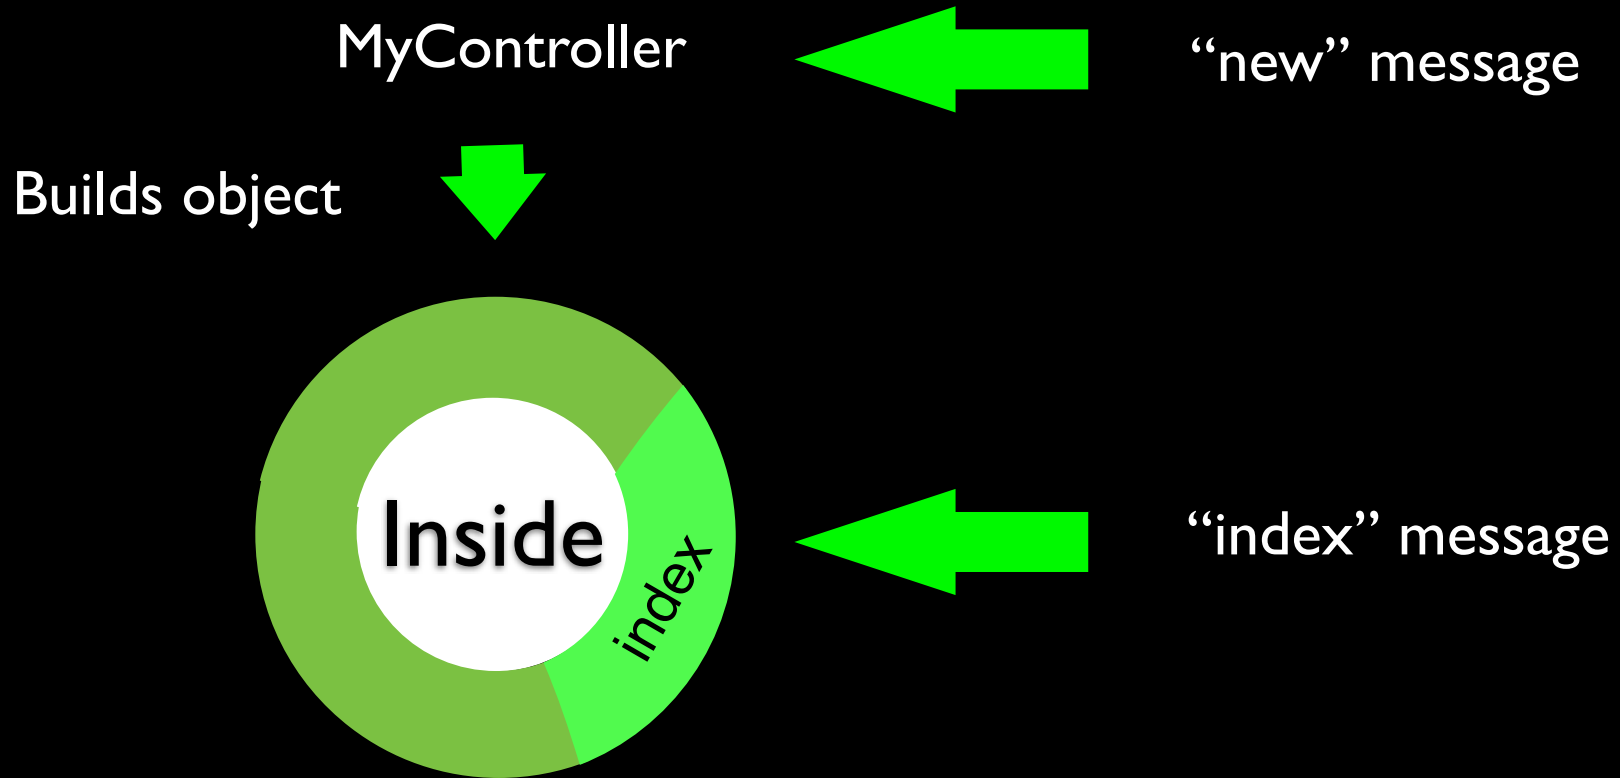 MyController
“new” message
Builds object
Inside
index
“index” message